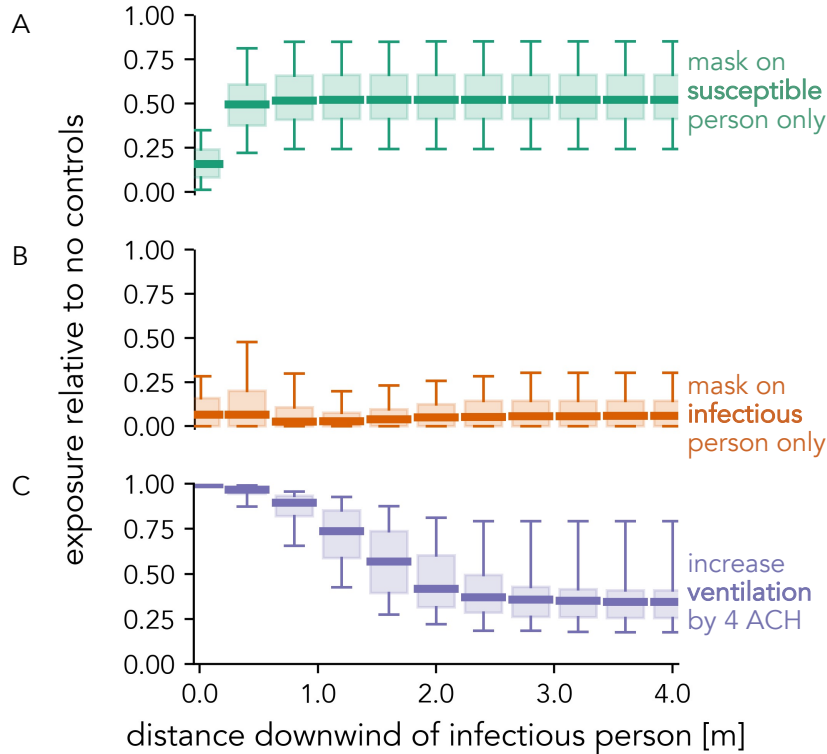 A
1.00
0.75
0.50
0.25
0.00
mask on
susceptible
person only
exposure relative to no controls
B
1.00
0.75
0.50
0.25
0.00
mask on
infectious
person only
C
1.00
0.75
0.50
0.25
0.00
increase
ventilation
by 4 ACH
0.0 1.0 2.0 3.0 4.0
distance downwind of infectious person [m]